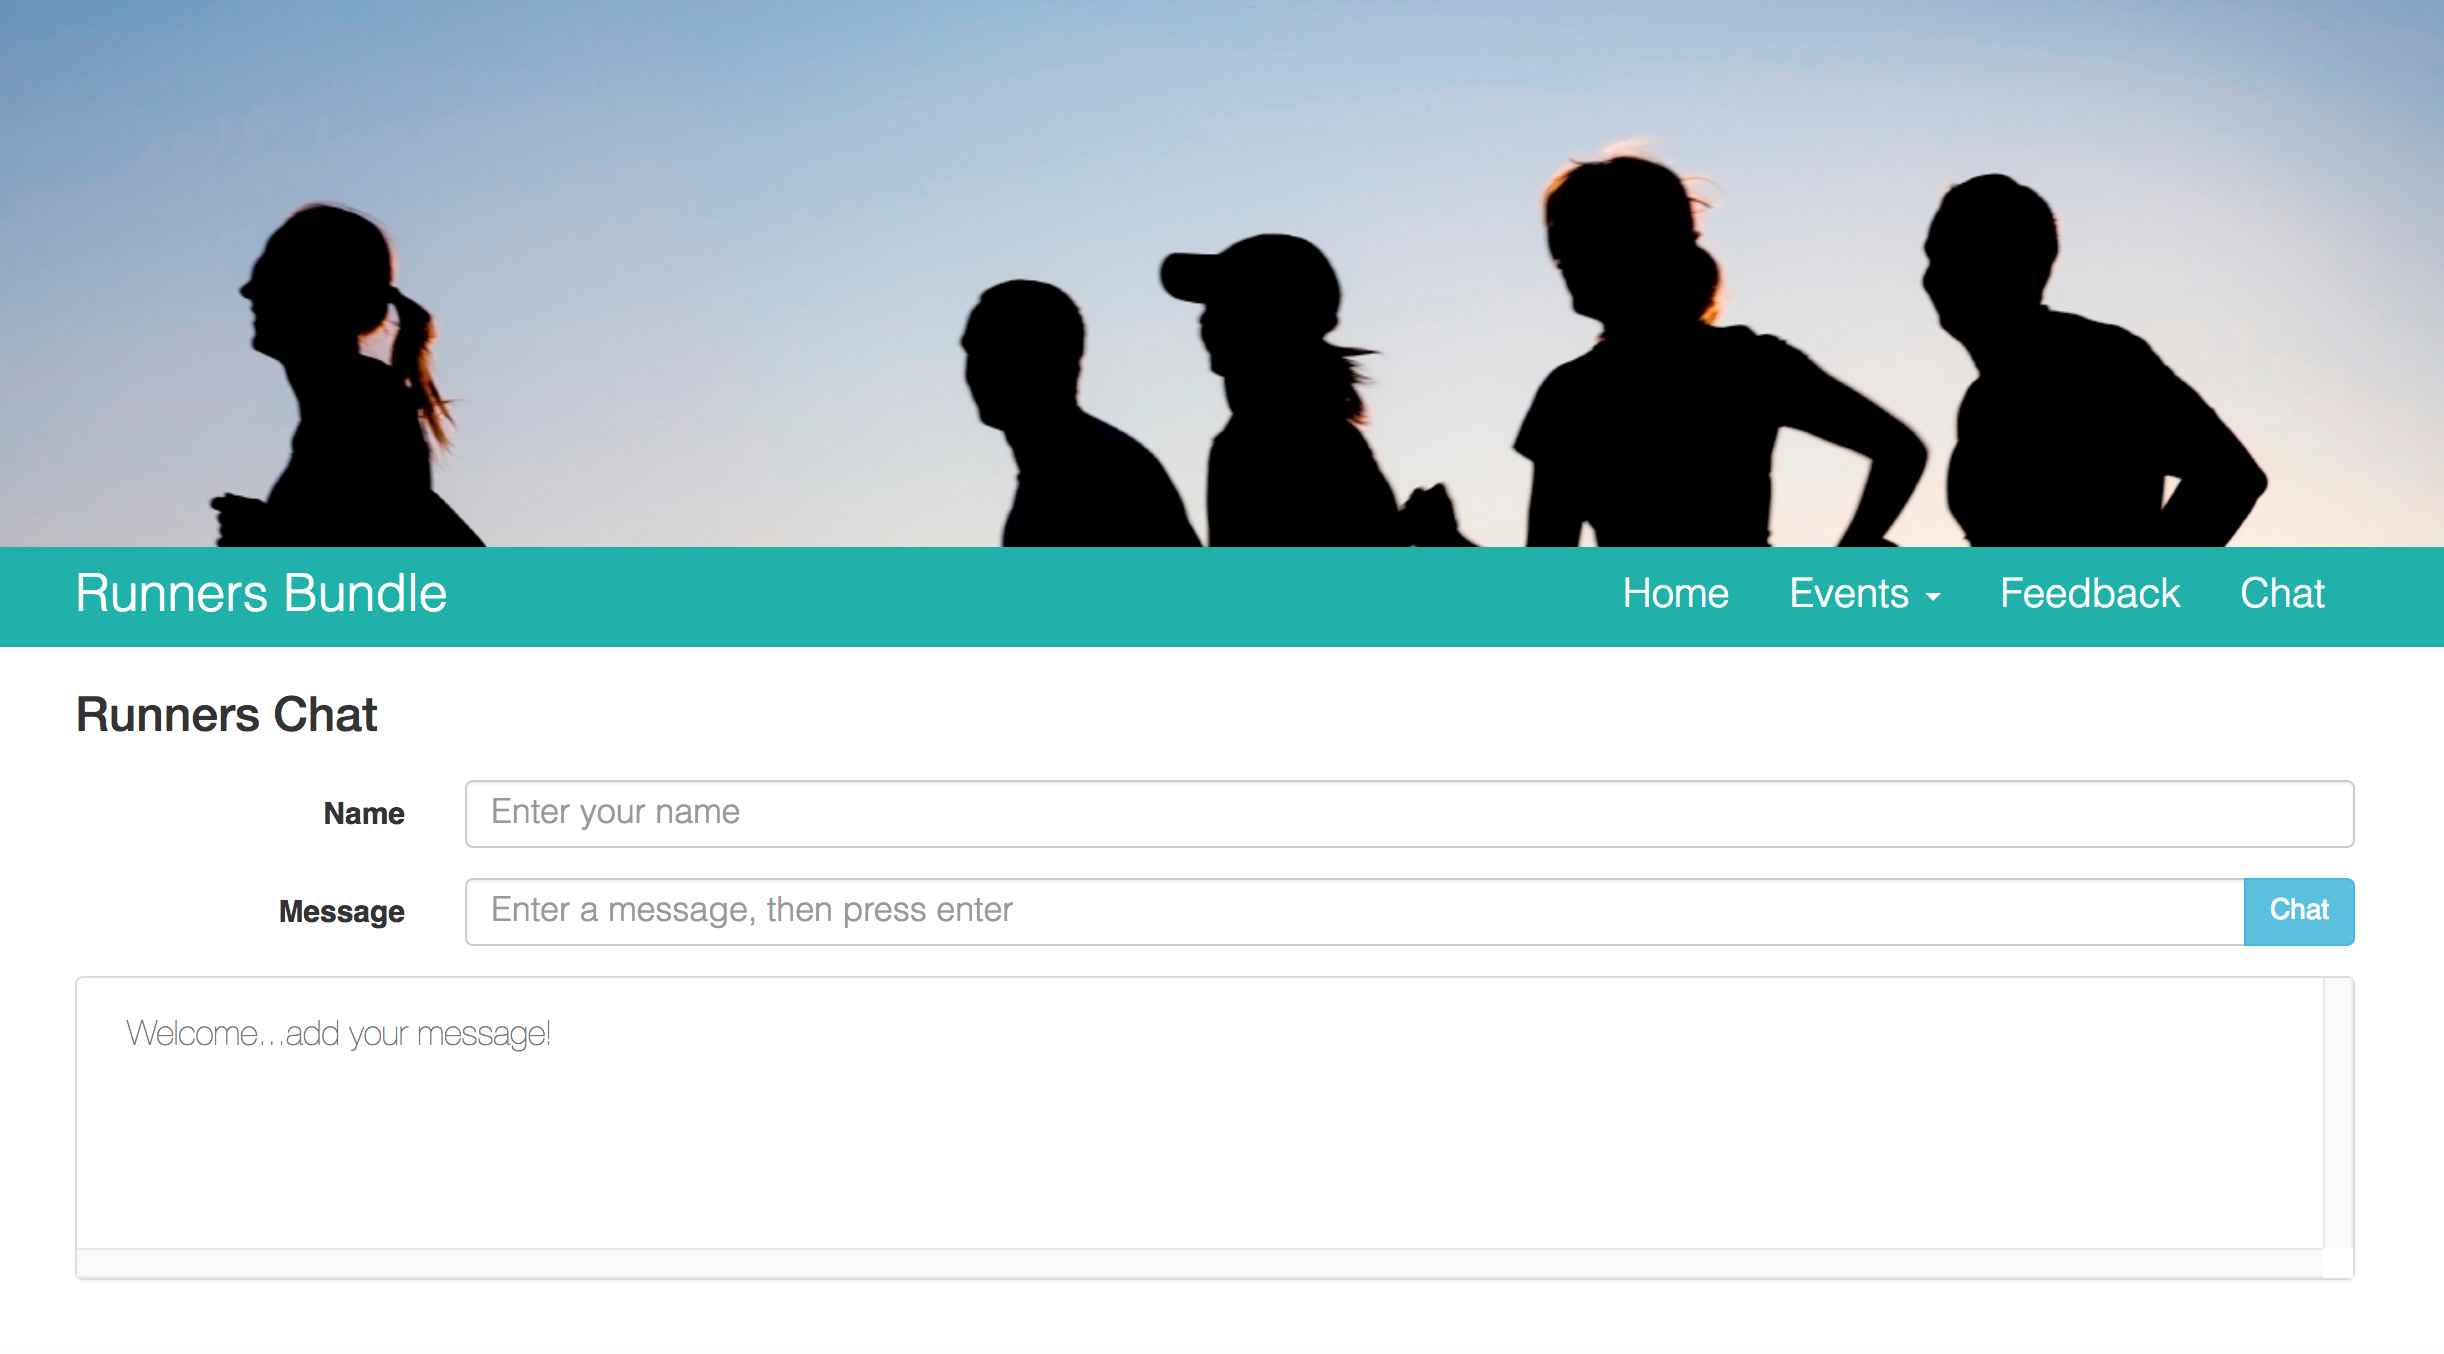 Runners Bundle
Home Events Feedback Chat
Runners Chat
Name Enter your name
Message Enter a message, then press enter Chat
Welcome...add your message!